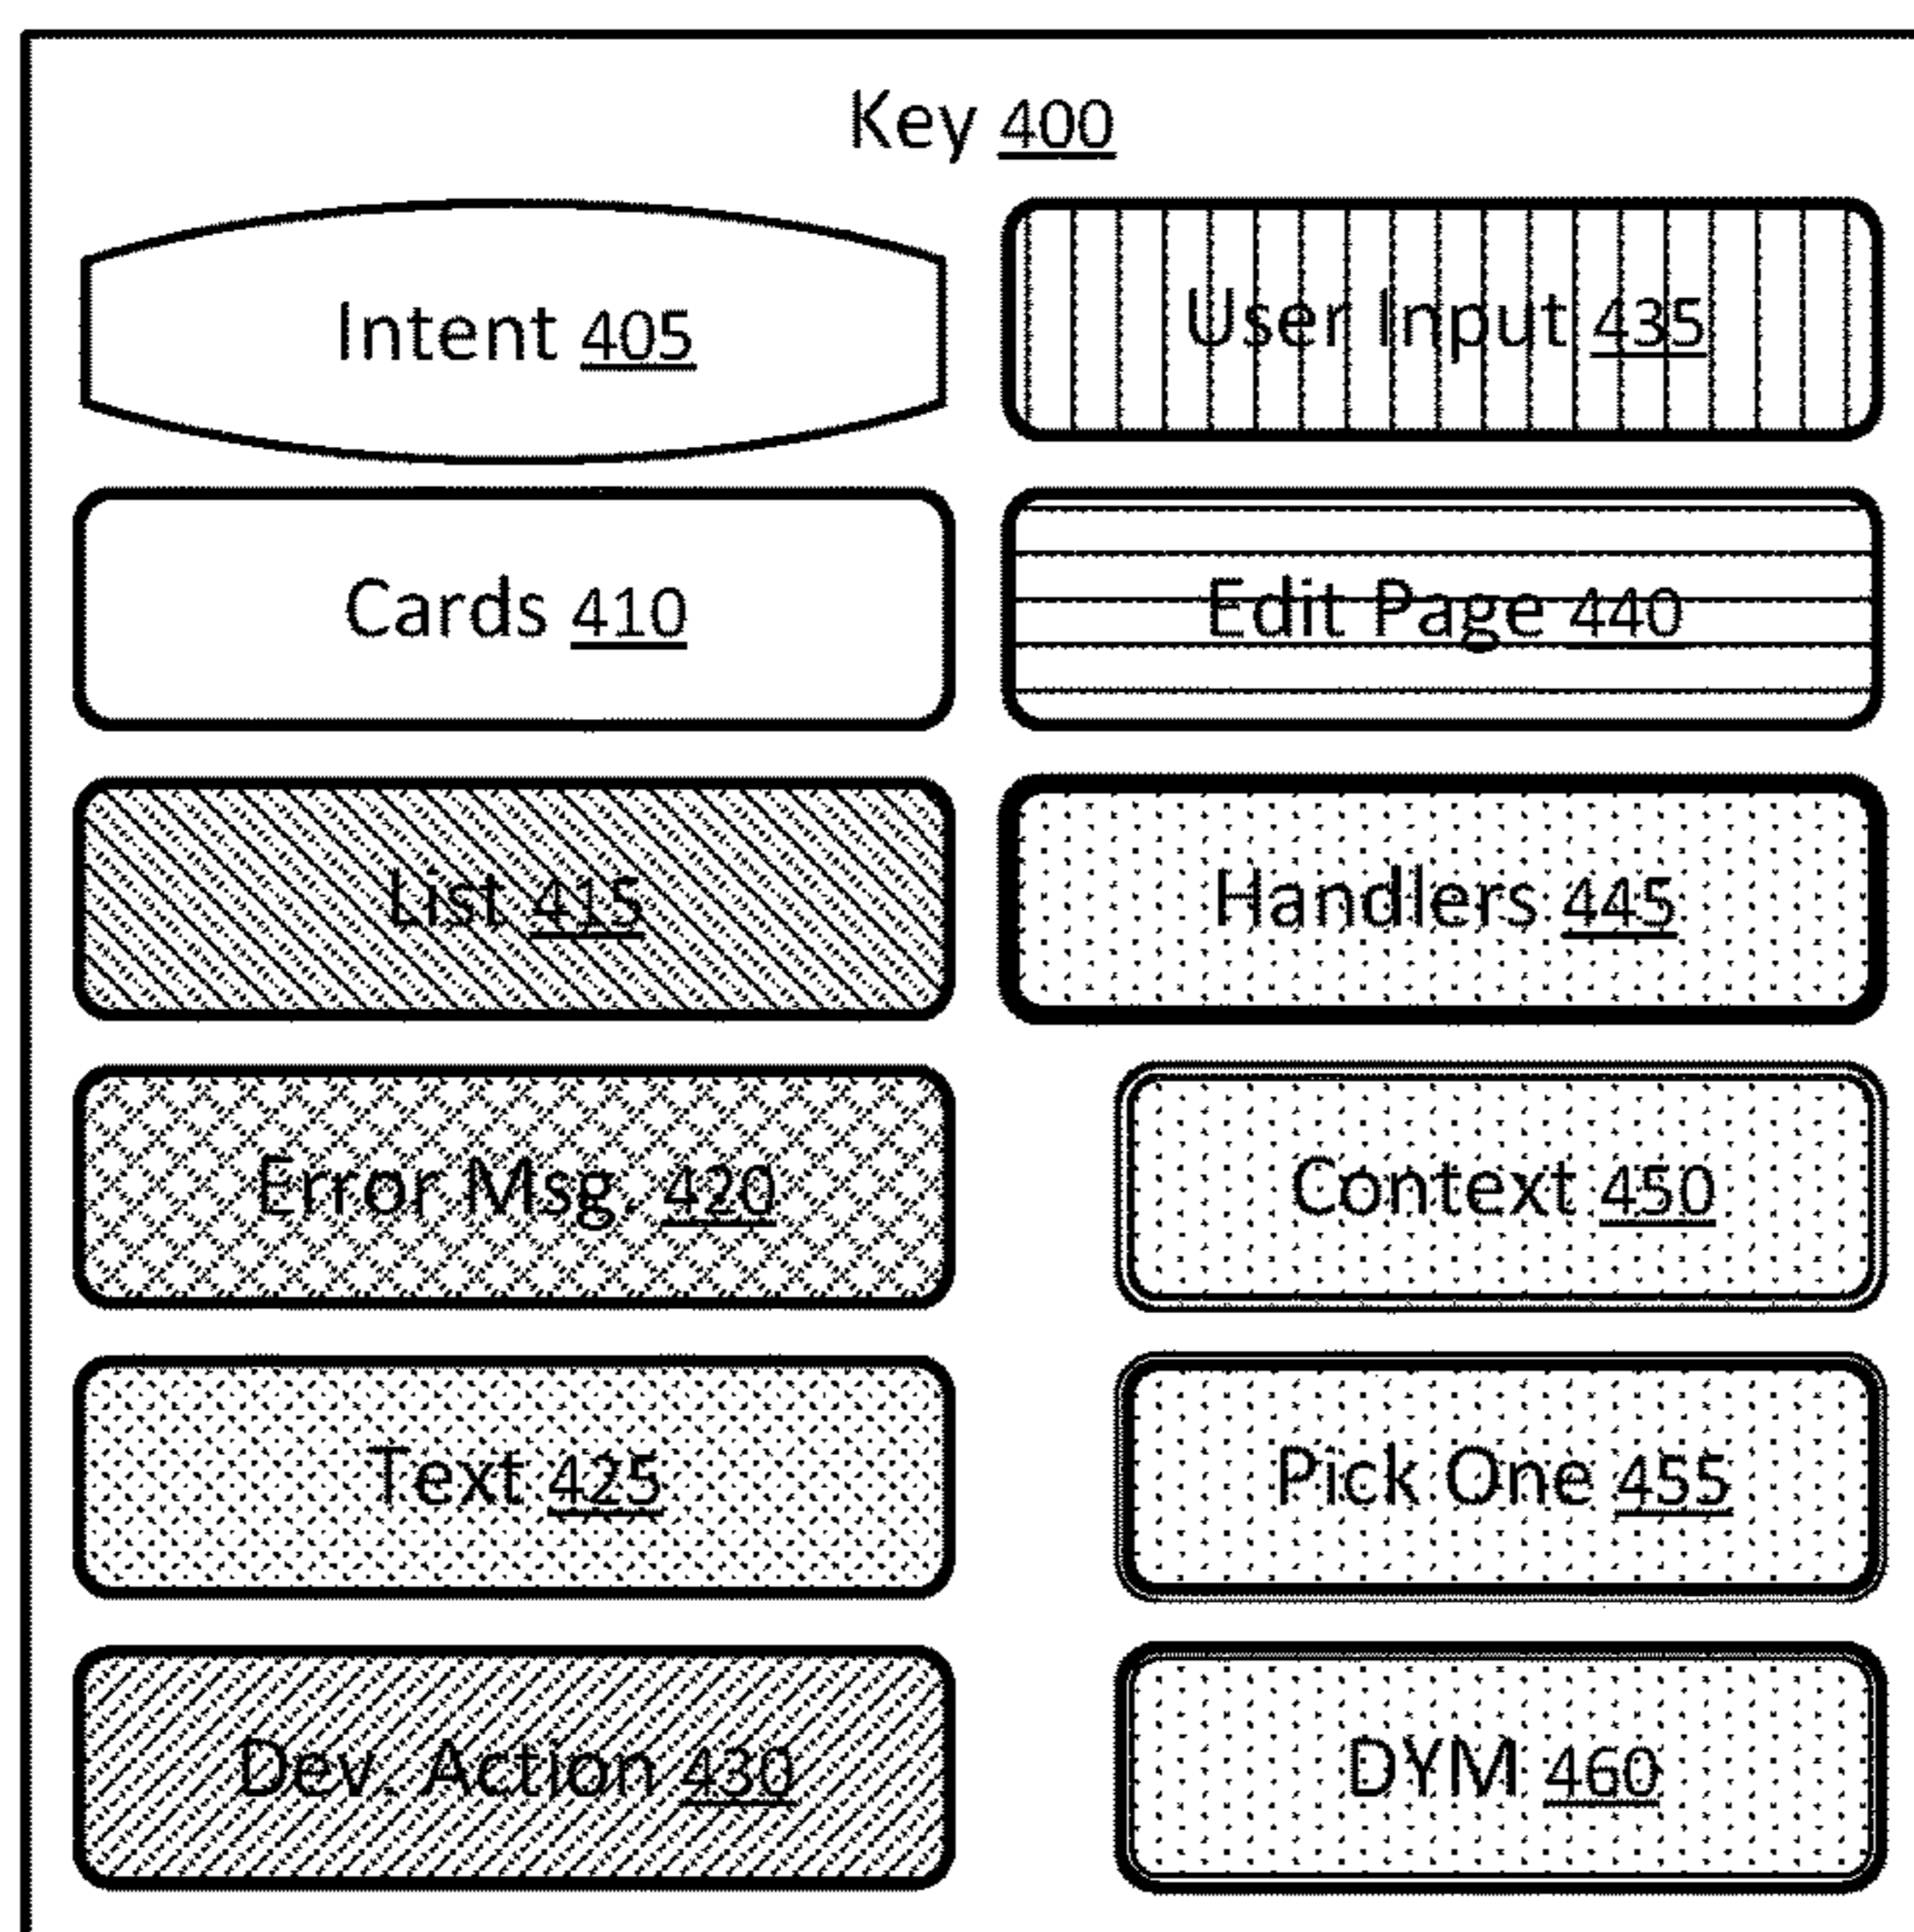 Key 400
Intent 405
User Input 435
Cards 410
Edit Page 440
List 415
Handlers 445
Error Msg. 420
Context 450
Text 425
Pick One 455
Dev. Action 430
DYM 460